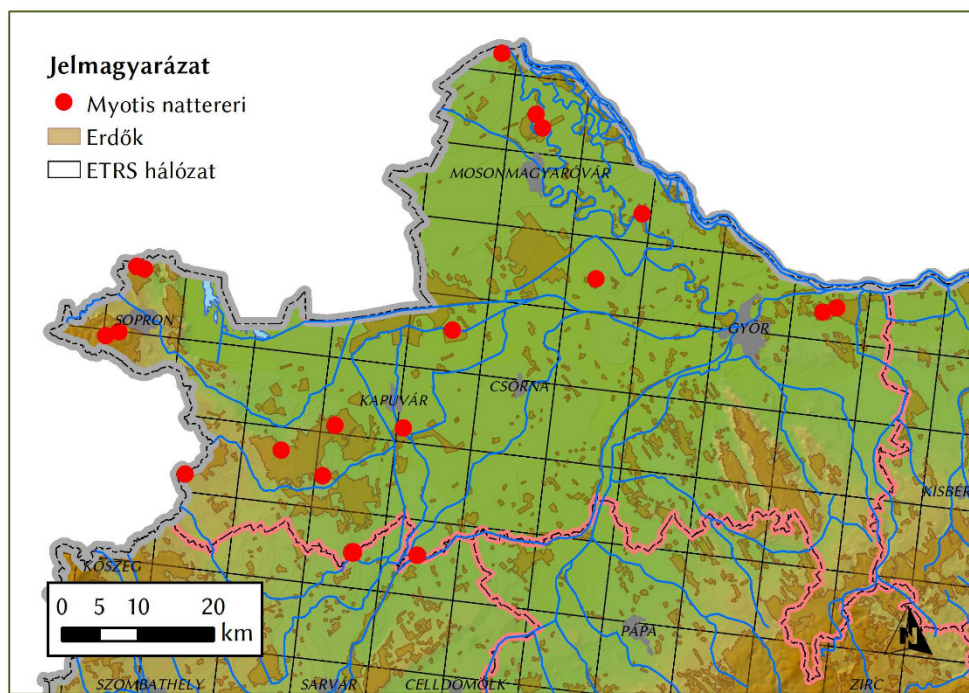 Jelmagyarázat
Myotis nattereri
Erdők
ETRS hálózat
MOSONMAGYARÓVÁR
SOPRON
GYŐR
CSORNA
KAPUVÁR
KISBÉR
KŐSZEG
0 5 10 20
km
PÁPA
N
SZOMBATHELY SÁRVÁR CELLDÖMÖLK ZIRC